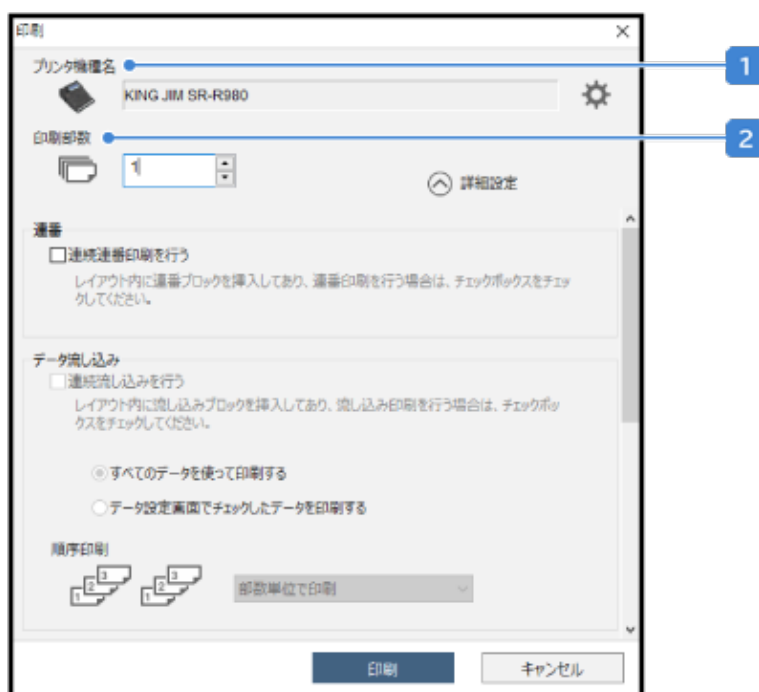 印刷
プリンタ機種名
1
KING JIM SR-R980
印刷部数
2
1
詳細設定
連番
連続連番印刷を行う
レイアウト内に連番ブロックを挿入してあり、連番印刷を行う場合は、チェックボックスをチェッ
クしてください。
データ流し込み
連続流し込みを行う
レイアウト内に流し込みブロックを挿入してあり、流し込み印刷を行う場合は、チェックボッ
クスをチェックしてください。
すべてのデータを使って印刷する
データ設定画面でチェックしたデータを印刷する
順序印刷
1 2 3 1 2 3
部数単位で印刷
印刷 キャンセル